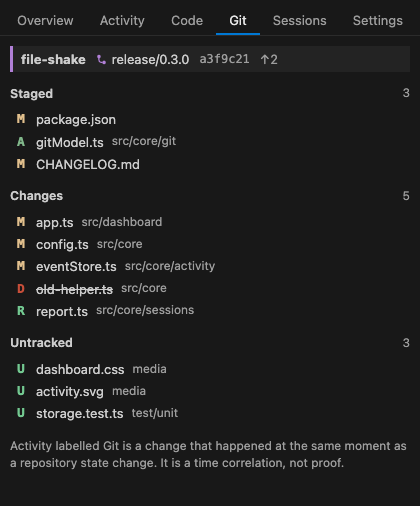 Overview Activity Code Git Sessions Settings
file-shake release/0.3.0 a3f9c21 ↑2
Staged 3
M package.json
A gitModel.ts src/core/git
M CHANGELOG.md
Changes 5
M app.ts src/dashboard
M config.ts src/core
M eventStore.ts src/core/activity
D old-helper.ts src/core
R report.ts src/core/sessions
Untracked 3
U dashboard.css media
U activity.svg media
U storage.test.ts test/unit
Activity labelled Git is a change that happened at the same moment as
a repository state change. It is a time correlation, not proof.